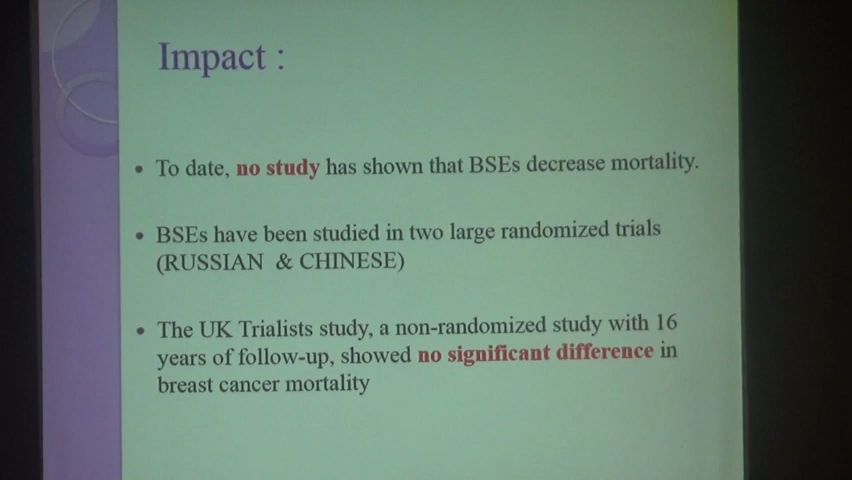 Impact :
• To date, no study has shown that BSEs decrease mortality.
• BSEs have been studied in two large randomized trials
(RUSSIAN & CHINESE)
• The UK Trialists study, a non-randomized study with 16
years of follow-up, showed no significant difference in
breast cancer mortality